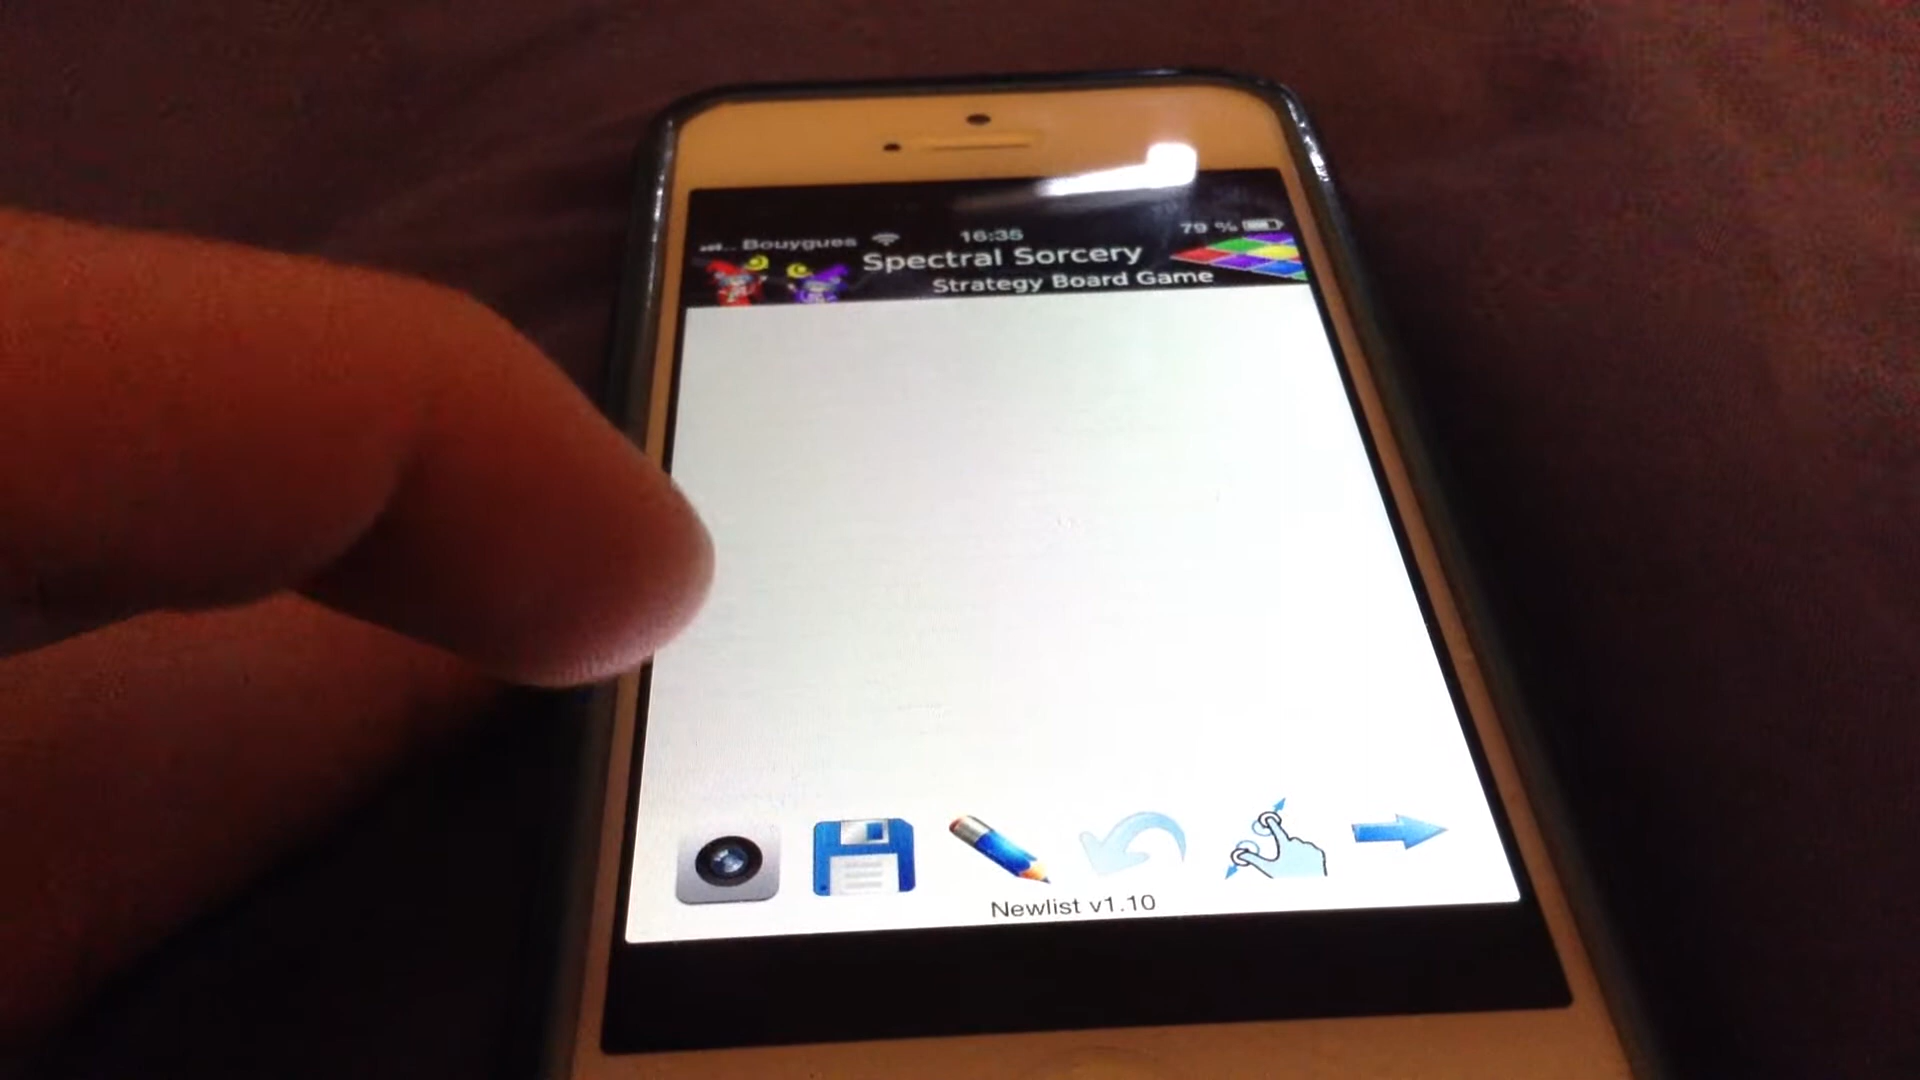 Bouygues 16:35 79 %
Spectral Sorcery
Strategy Board Game
Newlist v1.10